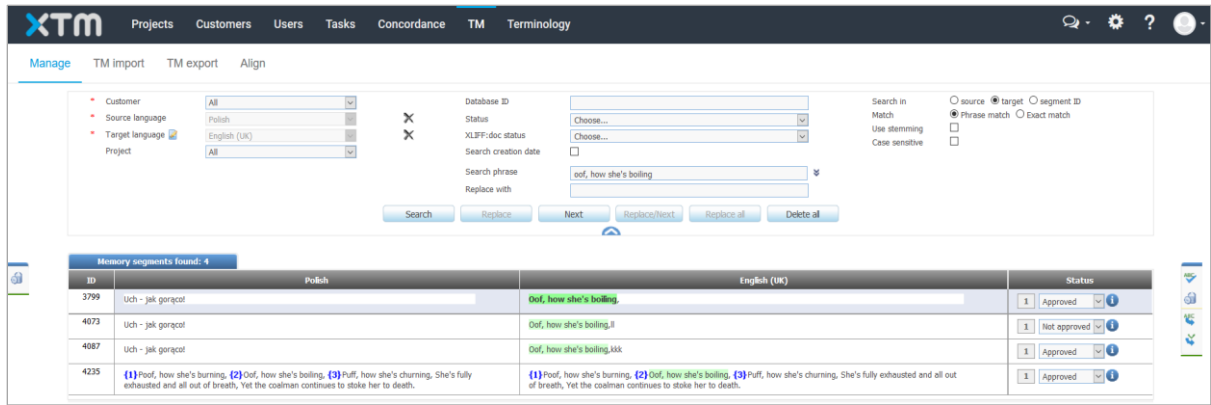 XTM Projects Customers Users Tasks Concordance TM Terminology ?
Manage TM import TM export Align
* Customer All
* Source language Polish
* Target language English (UK)
Project All
Database ID
Status Choose...
XLIFF:doc status Choose...
Search creation date
Search phrase oof, how she's boiling
Replace with
Search in source target segment ID
Match Phrase match Exact match
Use stemming
Case sensitive
Search Replace Next Replace/Next Replace all Delete all
Memory segments found: 4
ID Polish English (UK) Status
3799 Uch - jak gorąco! Oof, how she's boiling, 1 Approved
4073 Uch - jak gorąco! Oof, how she's boiling,ll 1 Not approved
4087 Uch - jak gorąco! Oof, how she's boiling,kkk 1 Approved
4235 {1}Poof, how she's burning, {2}Oof, how she's boiling, {3}Puff, how she's churning, She's fully
exhausted and all out of breath, Yet the coalman continues to stoke her to death.
{1}Poof, how she's burning, {2}Oof, how she's boiling, {3}Puff, how she's churning, She's fully exhausted and all out
of breath, Yet the coalman continues to stoke her to death.
1 Approved
ABC
ABC